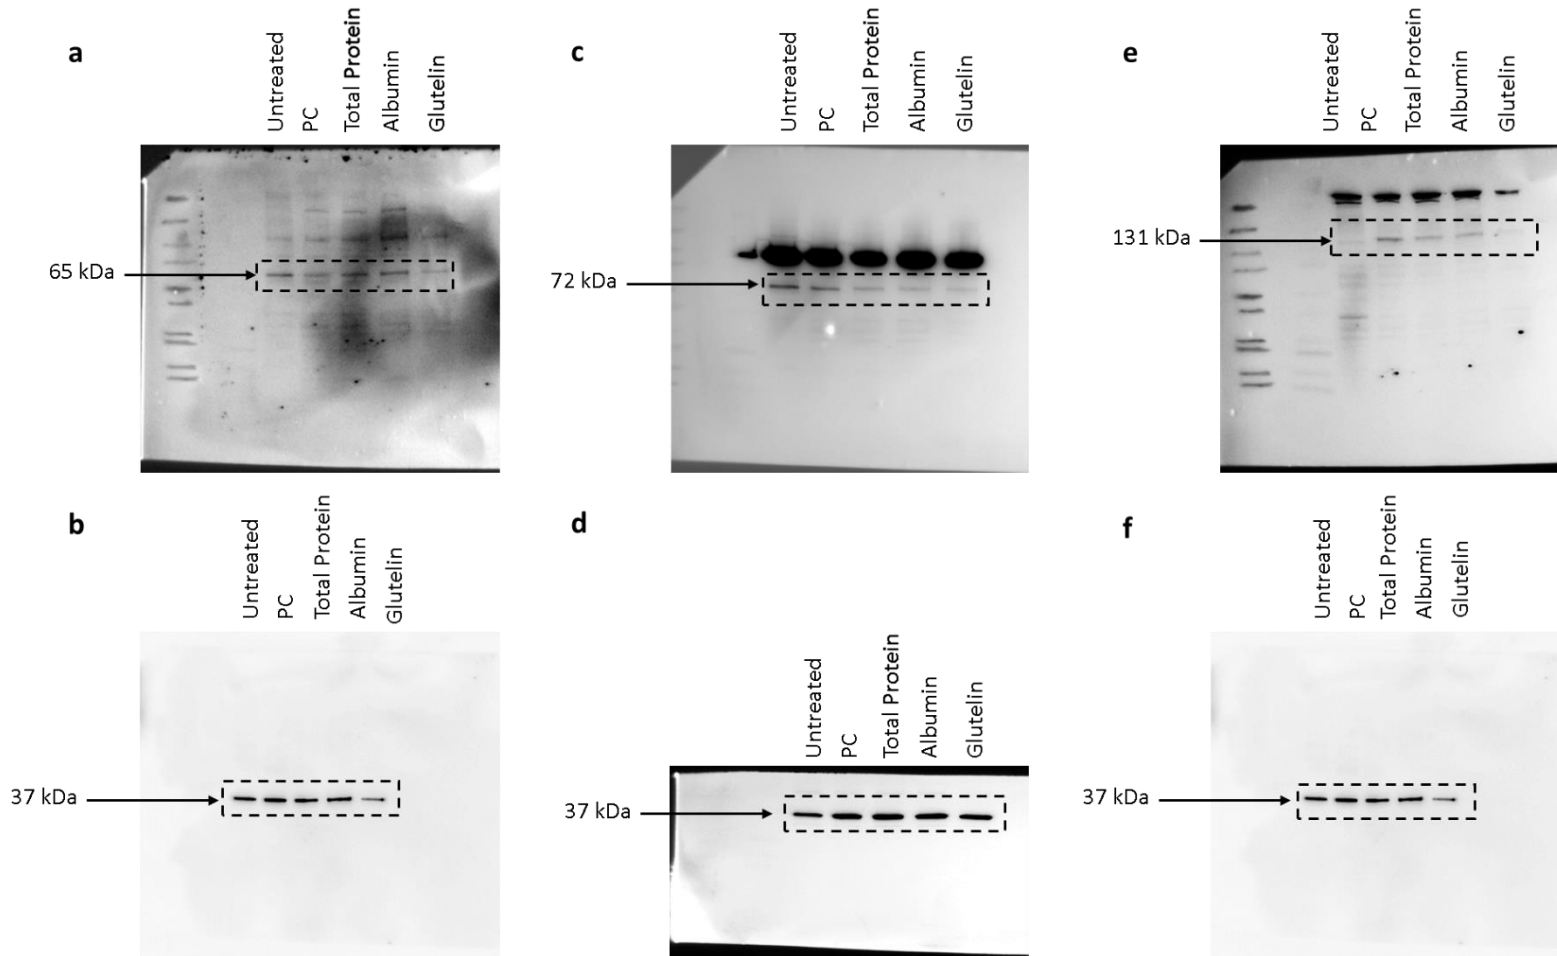 a
Untreated
PC
Total Protein
Albumin
Glutelin
65 kDa
c
Untreated
PC
Total Protein
Albumin
Glutelin
72 kDa
e
Untreated
PC
Total Protein
Albumin
Glutelin
131 kDa
b
Untreated
PC
Total Protein
Albumin
Glutelin
37 kDa
d
Untreated
PC
Total Protein
Albumin
Glutelin
37 kDa
f
Untreated
PC
Total Protein
Albumin
Glutelin
37 kDa